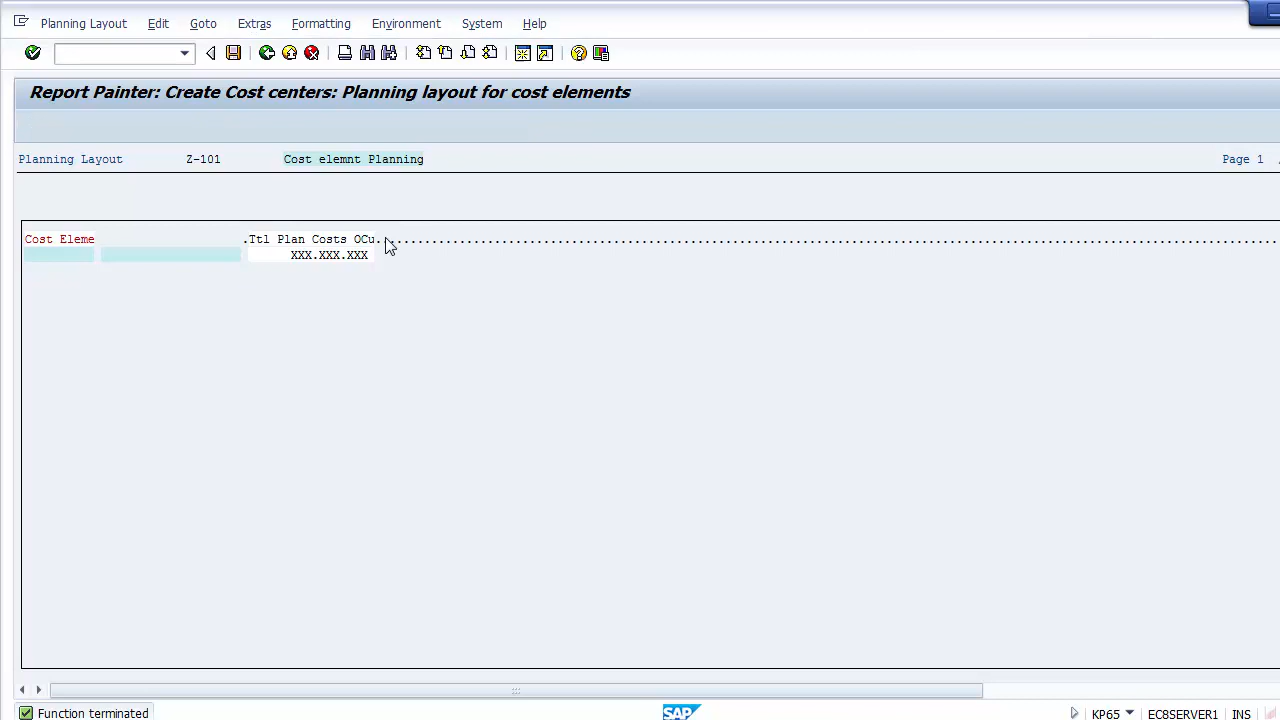 Planning Layout Edit Goto Extras Formatting Environment System Help
Report Painter: Create Cost centers: Planning layout for cost elements
Planning Layout Z-101 Cost elemnt Planning Page 1
Cost Eleme .Ttl Plan Costs OCu................................................................................................................................
XXX.XXX.XXX
Function terminated SAP KP65 EC8SERVER1 INS